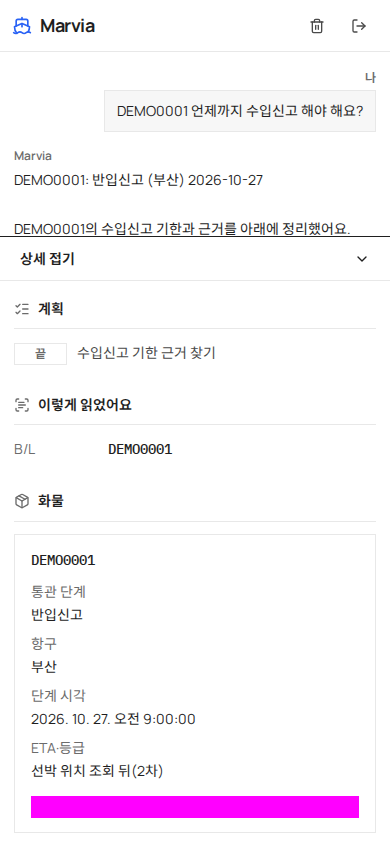 Marvia
나
DEMO0001 언제까지 수입신고 해야 해요?
Marvia
DEMO0001: 반입신고 (부산) 2026-10-27
DEMO0001의 수입신고 기한과 근거를 아래에 정리했어요.
상세 접기
계획
끝 수입신고 기한 근거 찾기
이렇게 읽었어요
B/L DEMO0001
화물
DEMO0001
통관 단계
반입신고
항구
부산
단계 시각
2026. 10. 27. 오전 9:00:00
ETA·등급
선박 위치 조회 뒤(2차)